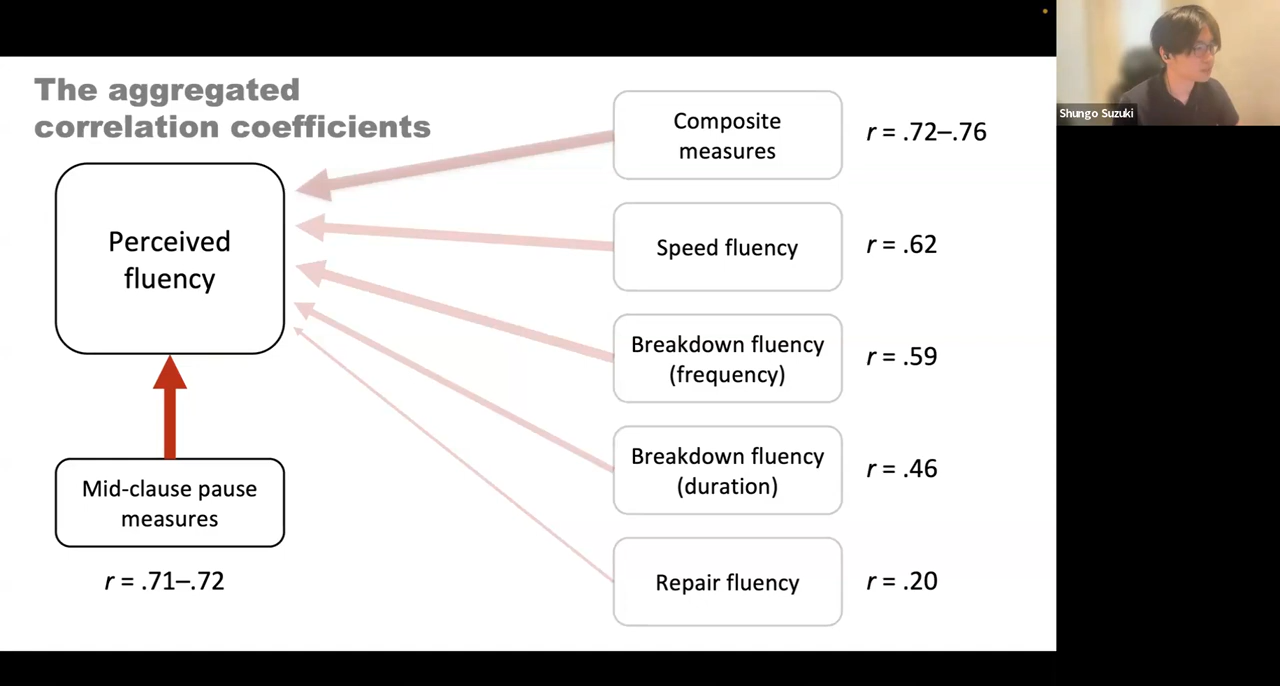 The aggregated
correlation coefficients
Perceived
fluency
Mid-clause pause
measures
r = .71–.72
Composite
measures
r = .72–.76
Speed fluency
r = .62
Breakdown fluency
(frequency)
r = .59
Breakdown fluency
(duration)
r = .46
Repair fluency
r = .20
Shungo Suzuki